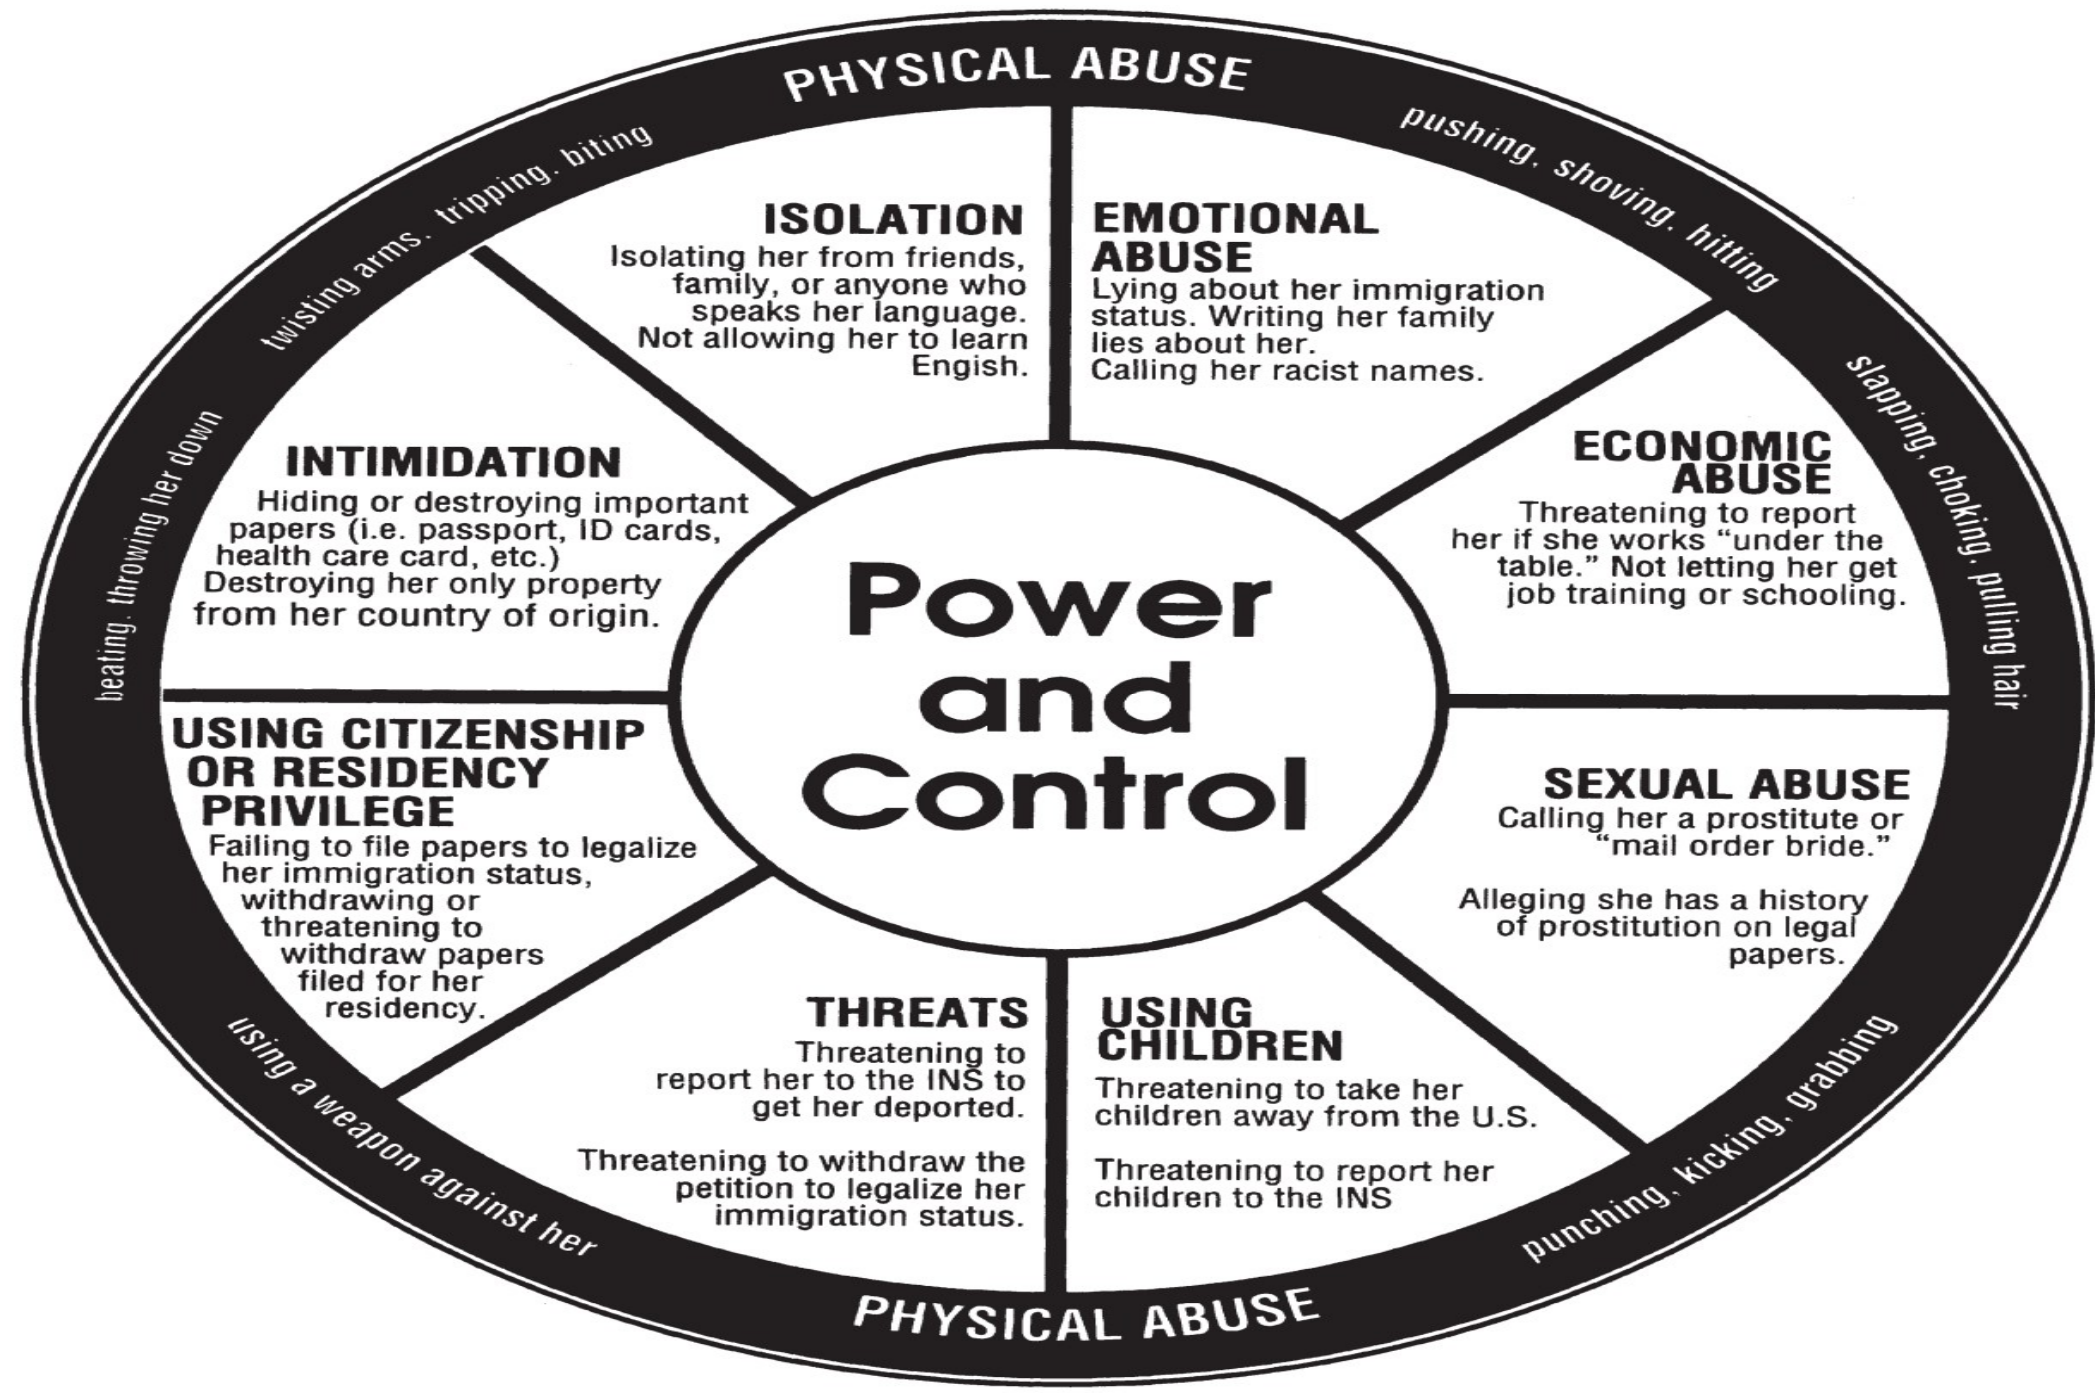 PHYSICAL ABUSE
pushing, shoving, hitting
slapping, choking, pulling hair
punching, kicking, grabbing
PHYSICAL ABUSE
using a weapon against her
beating, throwing her down
twisting arms, tripping, biting
ISOLATION
Isolating her from friends,
family, or anyone who
speaks her language.
Not allowing her to learn
Engish.
EMOTIONAL
ABUSE
Lying about her immigration
status. Writing her family
lies about her.
Calling her racist names.
ECONOMIC
ABUSE
Threatening to report
her if she works “under the
table.” Not letting her get
job training or schooling.
SEXUAL ABUSE
Calling her a prostitute or
“mail order bride.”
Alleging she has a history
of prostitution on legal
papers.
USING
CHILDREN
Threatening to take her
children away from the U.S.
Threatening to report her
children to the INS
THREATS
Threatening to
report her to the INS to
get her deported.
Threatening to withdraw the
petition to legalize her
immigration status.
USING CITIZENSHIP
OR RESIDENCY
PRIVILEGE
Failing to file papers to legalize
her immigration status,
withdrawing or
threatening to
withdraw papers
filed for her
residency.
INTIMIDATION
Hiding or destroying important
papers (i.e. passport, ID cards,
health care card, etc.)
Destroying her only property
from her country of origin.
Power
and
Control